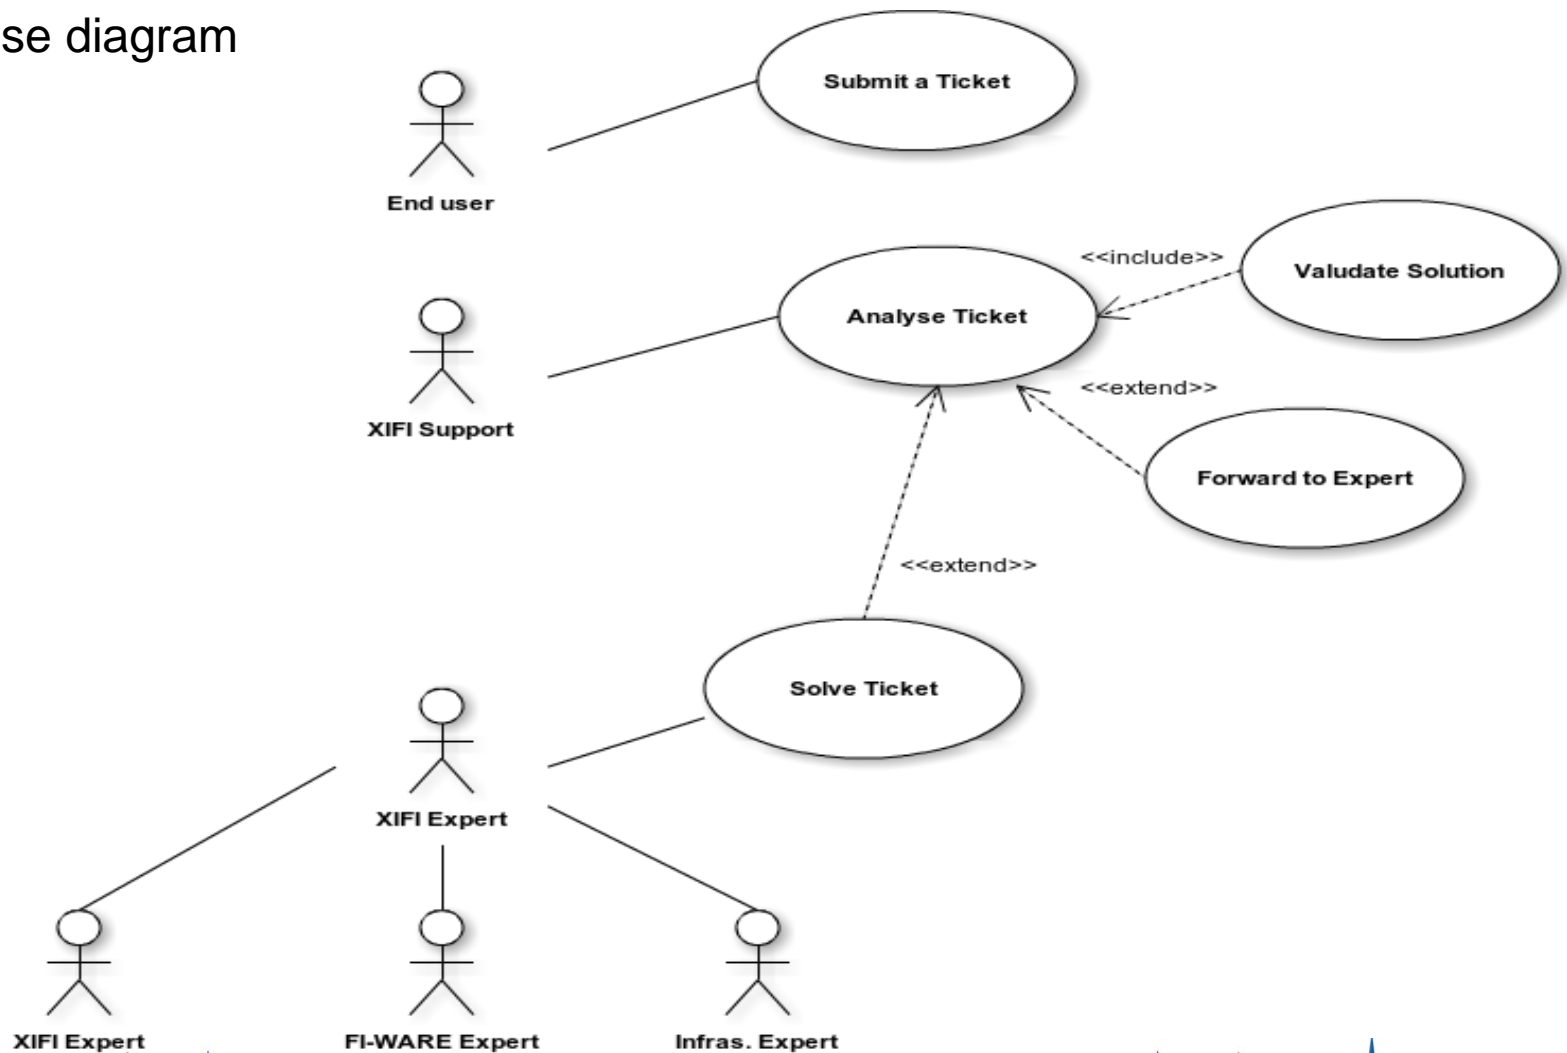 se diagram
Submit a Ticket
End user
<<include>>
Valudate Solution
Analyse Ticket
<<extend>>
XIFI Support
Forward to Expert
<<extend>>
Solve Ticket
XIFI Expert
XIFI Expert
FI-WARE Expert
Infras. Expert